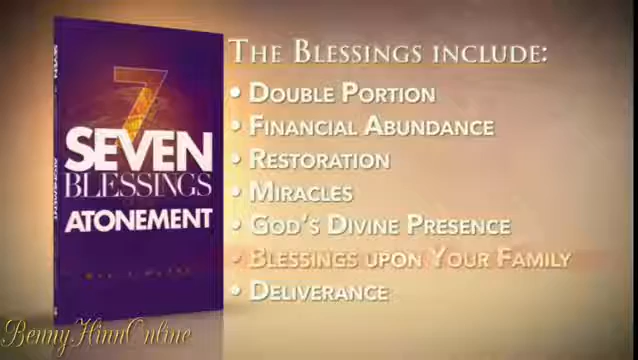 THE BLESSINGS INCLUDE:
• DOUBLE PORTION
• FINANCIAL ABUNDANCE
• RESTORATION
• MIRACLES
• GOD'S DIVINE PRESENCE
• BLESSINGS UPON YOUR FAMILY
• DELIVERANCE
7
SEVEN
BLESSINGS
ATONEMENT
SEVEN
BennyHinnOnline